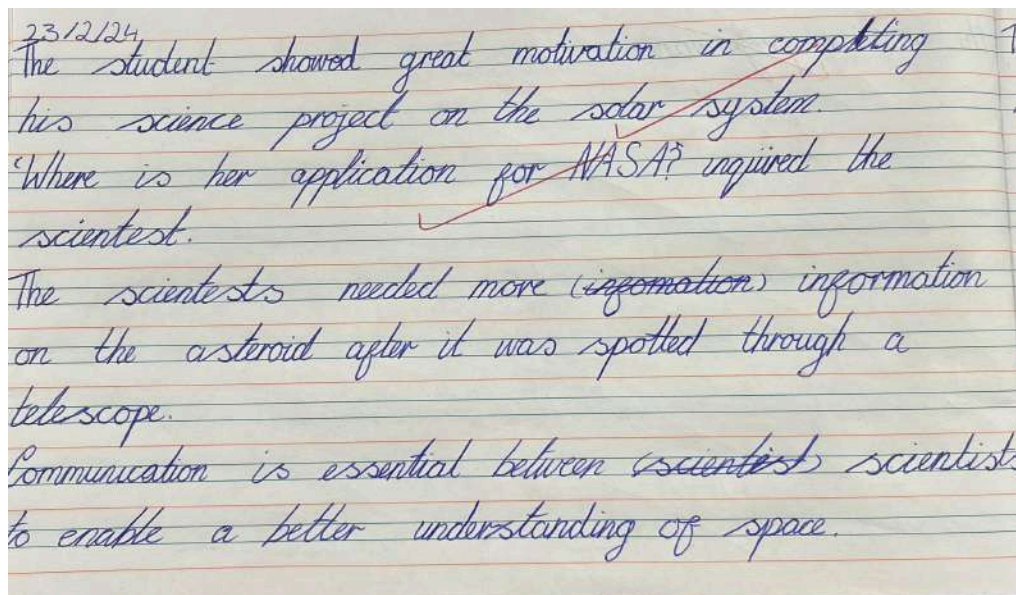 23/2/24
The student showed great motivation in completing
his science project on the solar system.
'Where is her application for NASA?' inquired the
scientest.
The scientests needed more (infomation) information
on the asteroid after it was spotted through a
telescope.
Communication is essential between (scientist) scientists
to enable a better understanding of space.